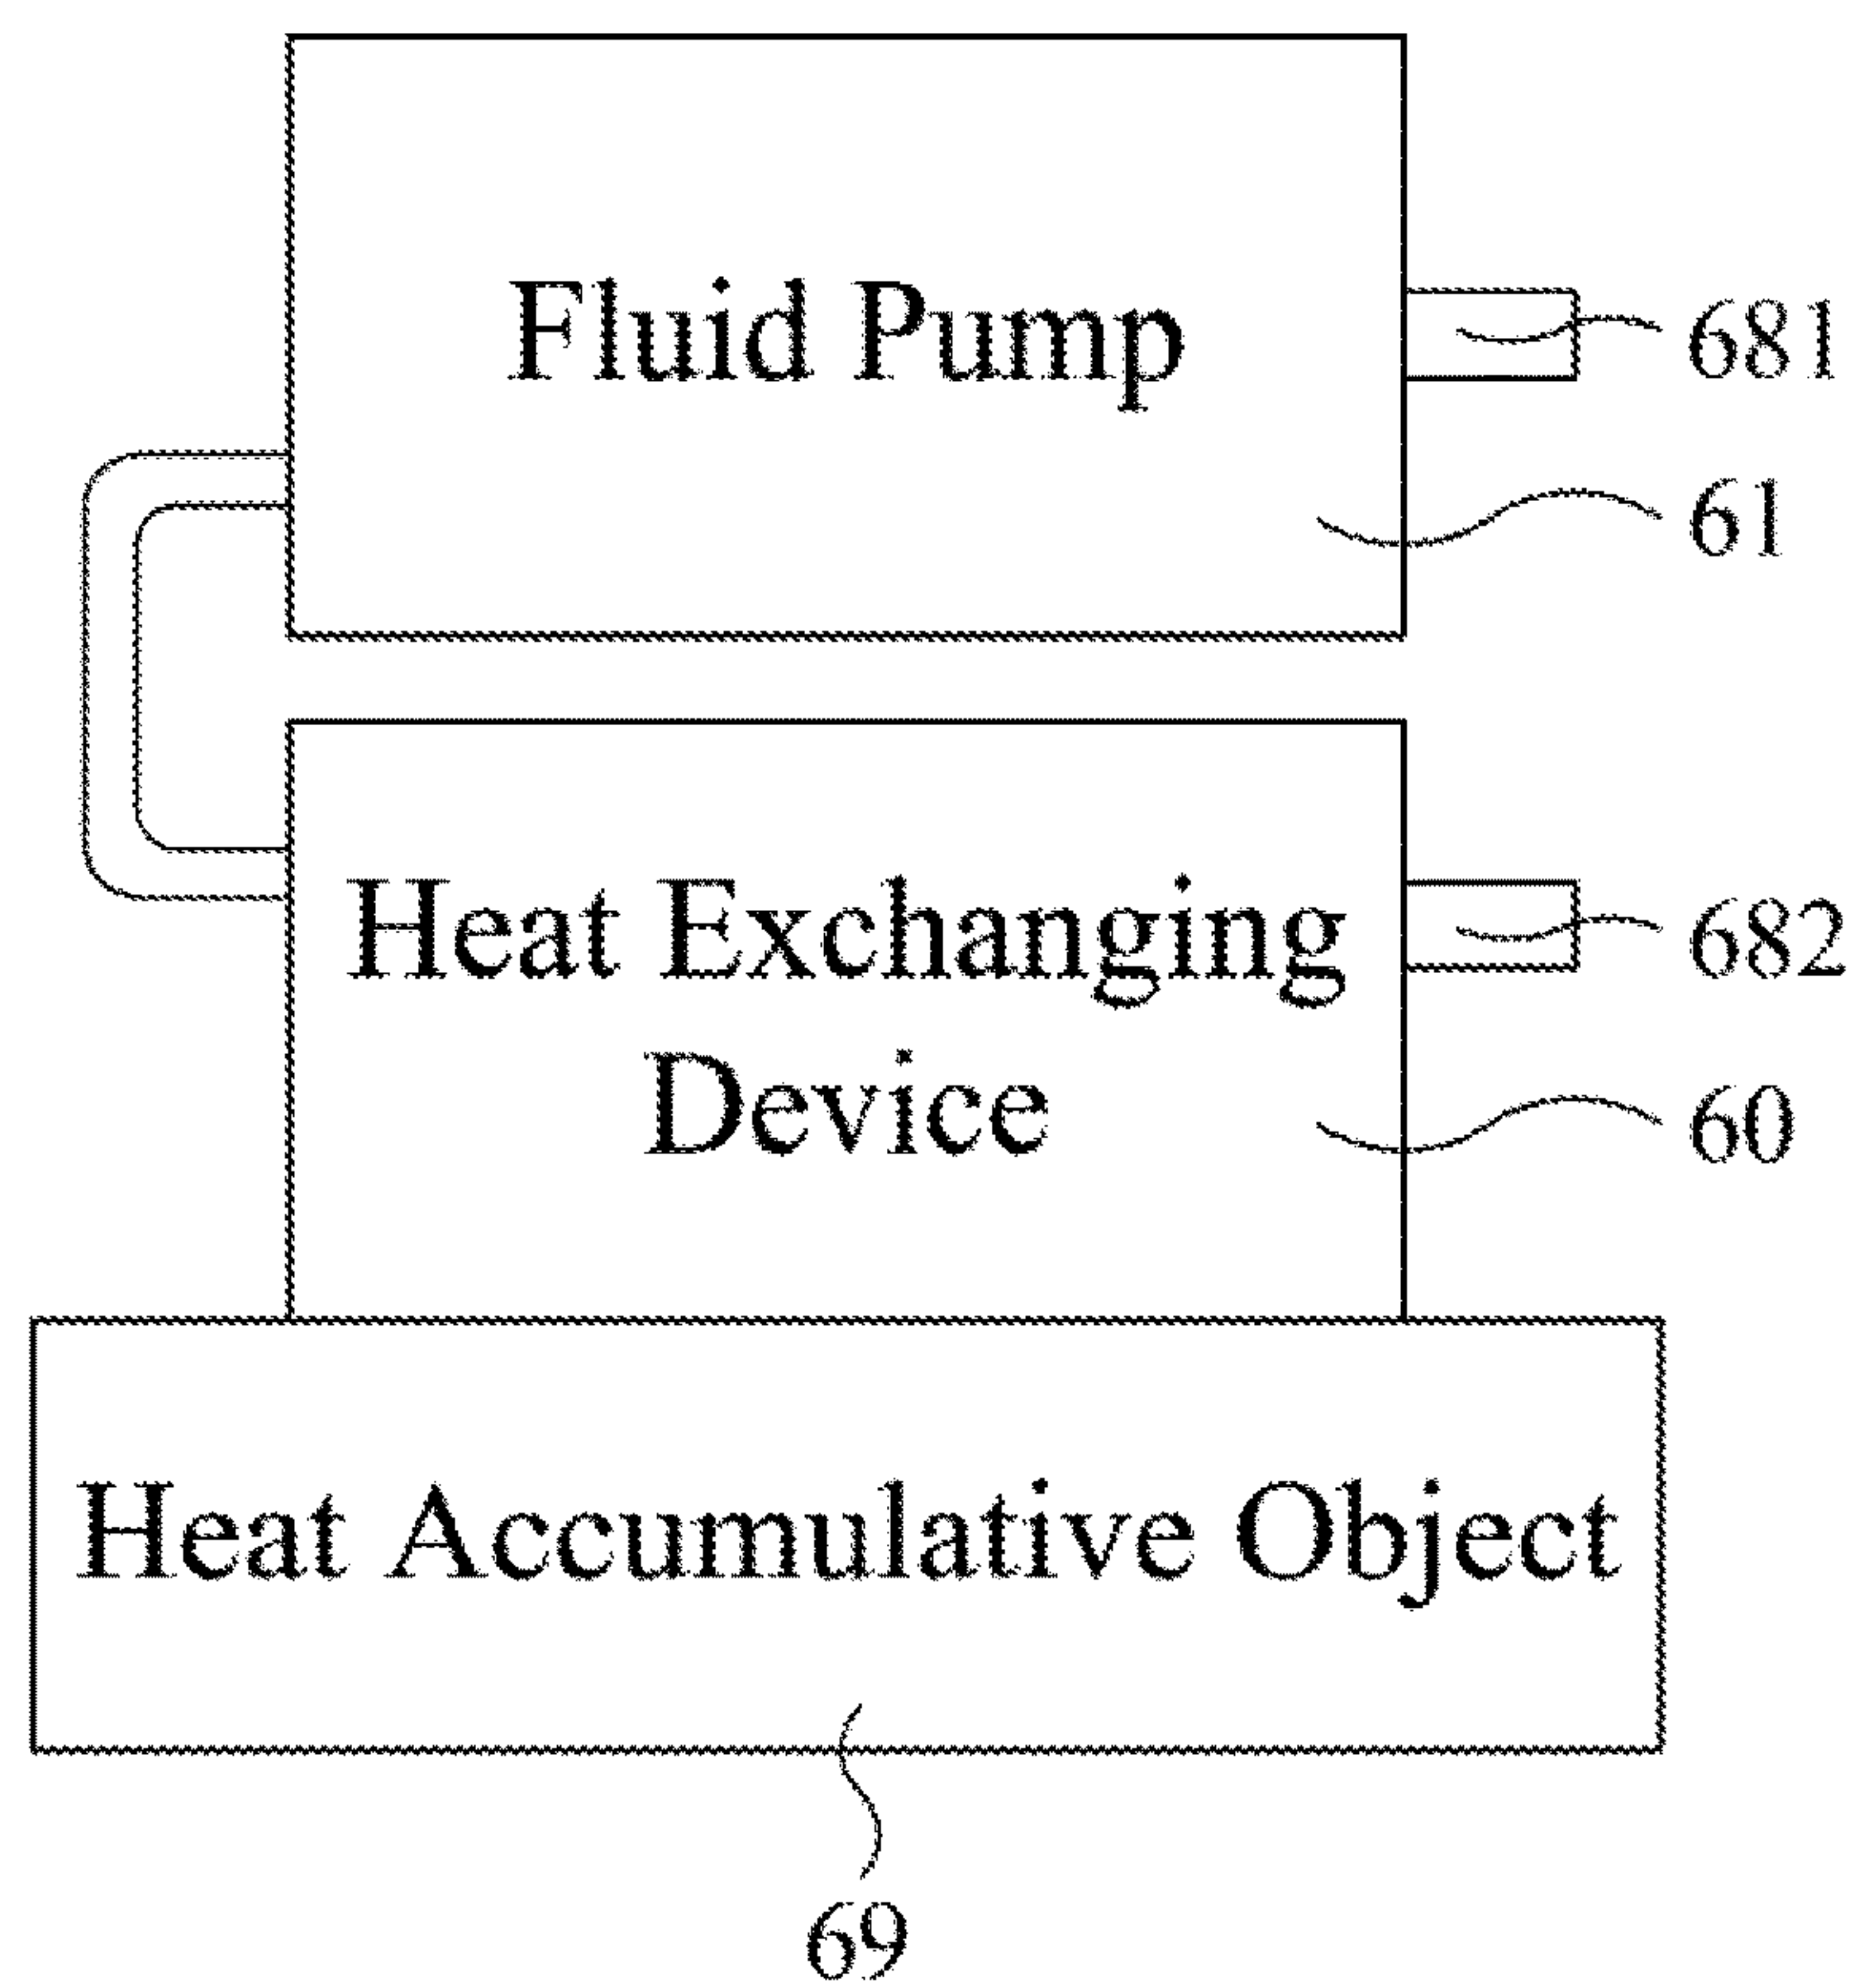 Fluid Pump
681
61
Heat Exchanging
682
Device
60
Heat Accumulative Object
69